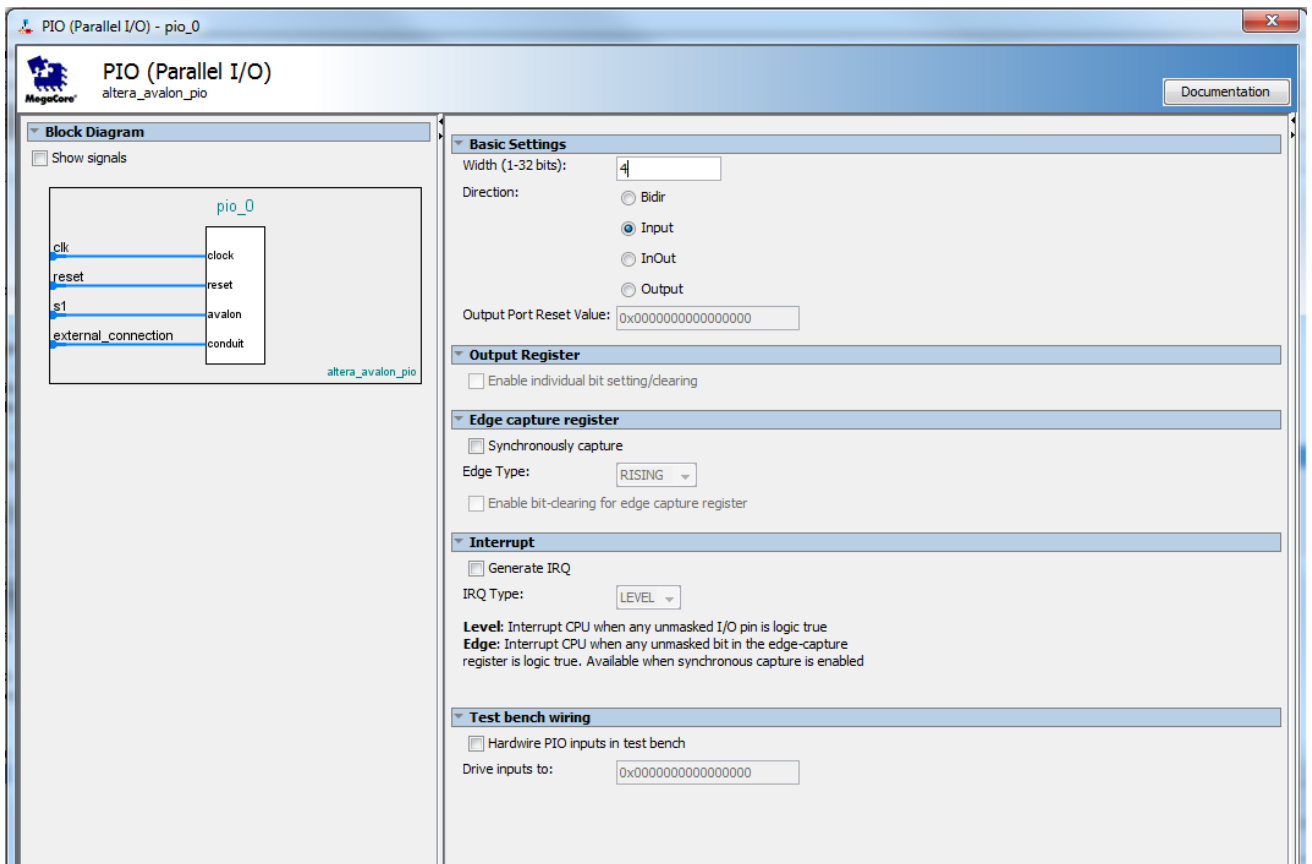 PIO (Parallel I/O) - pio_0
PIO (Parallel I/O)
altera_avalon_pio
MegaCore®
Documentation
Block Diagram
Show signals
pio_0
clk
clock
reset
reset
s1
avalon
external_connection
conduit
altera_avalon_pio
Basic Settings
Width (1-32 bits):
4
Direction:
Bidir
Input
InOut
Output
Output Port Reset Value:
0x0000000000000000
Output Register
Enable individual bit setting/clearing
Edge capture register
Synchronously capture
Edge Type:
RISING
Enable bit-clearing for edge capture register
Interrupt
Generate IRQ
IRQ Type:
LEVEL
Level: Interrupt CPU when any unmasked I/O pin is logic true
Edge: Interrupt CPU when any unmasked bit in the edge-capture
register is logic true. Available when synchronous capture is enabled
Test bench wiring
Hardwire PIO inputs in test bench
Drive inputs to:
0x0000000000000000